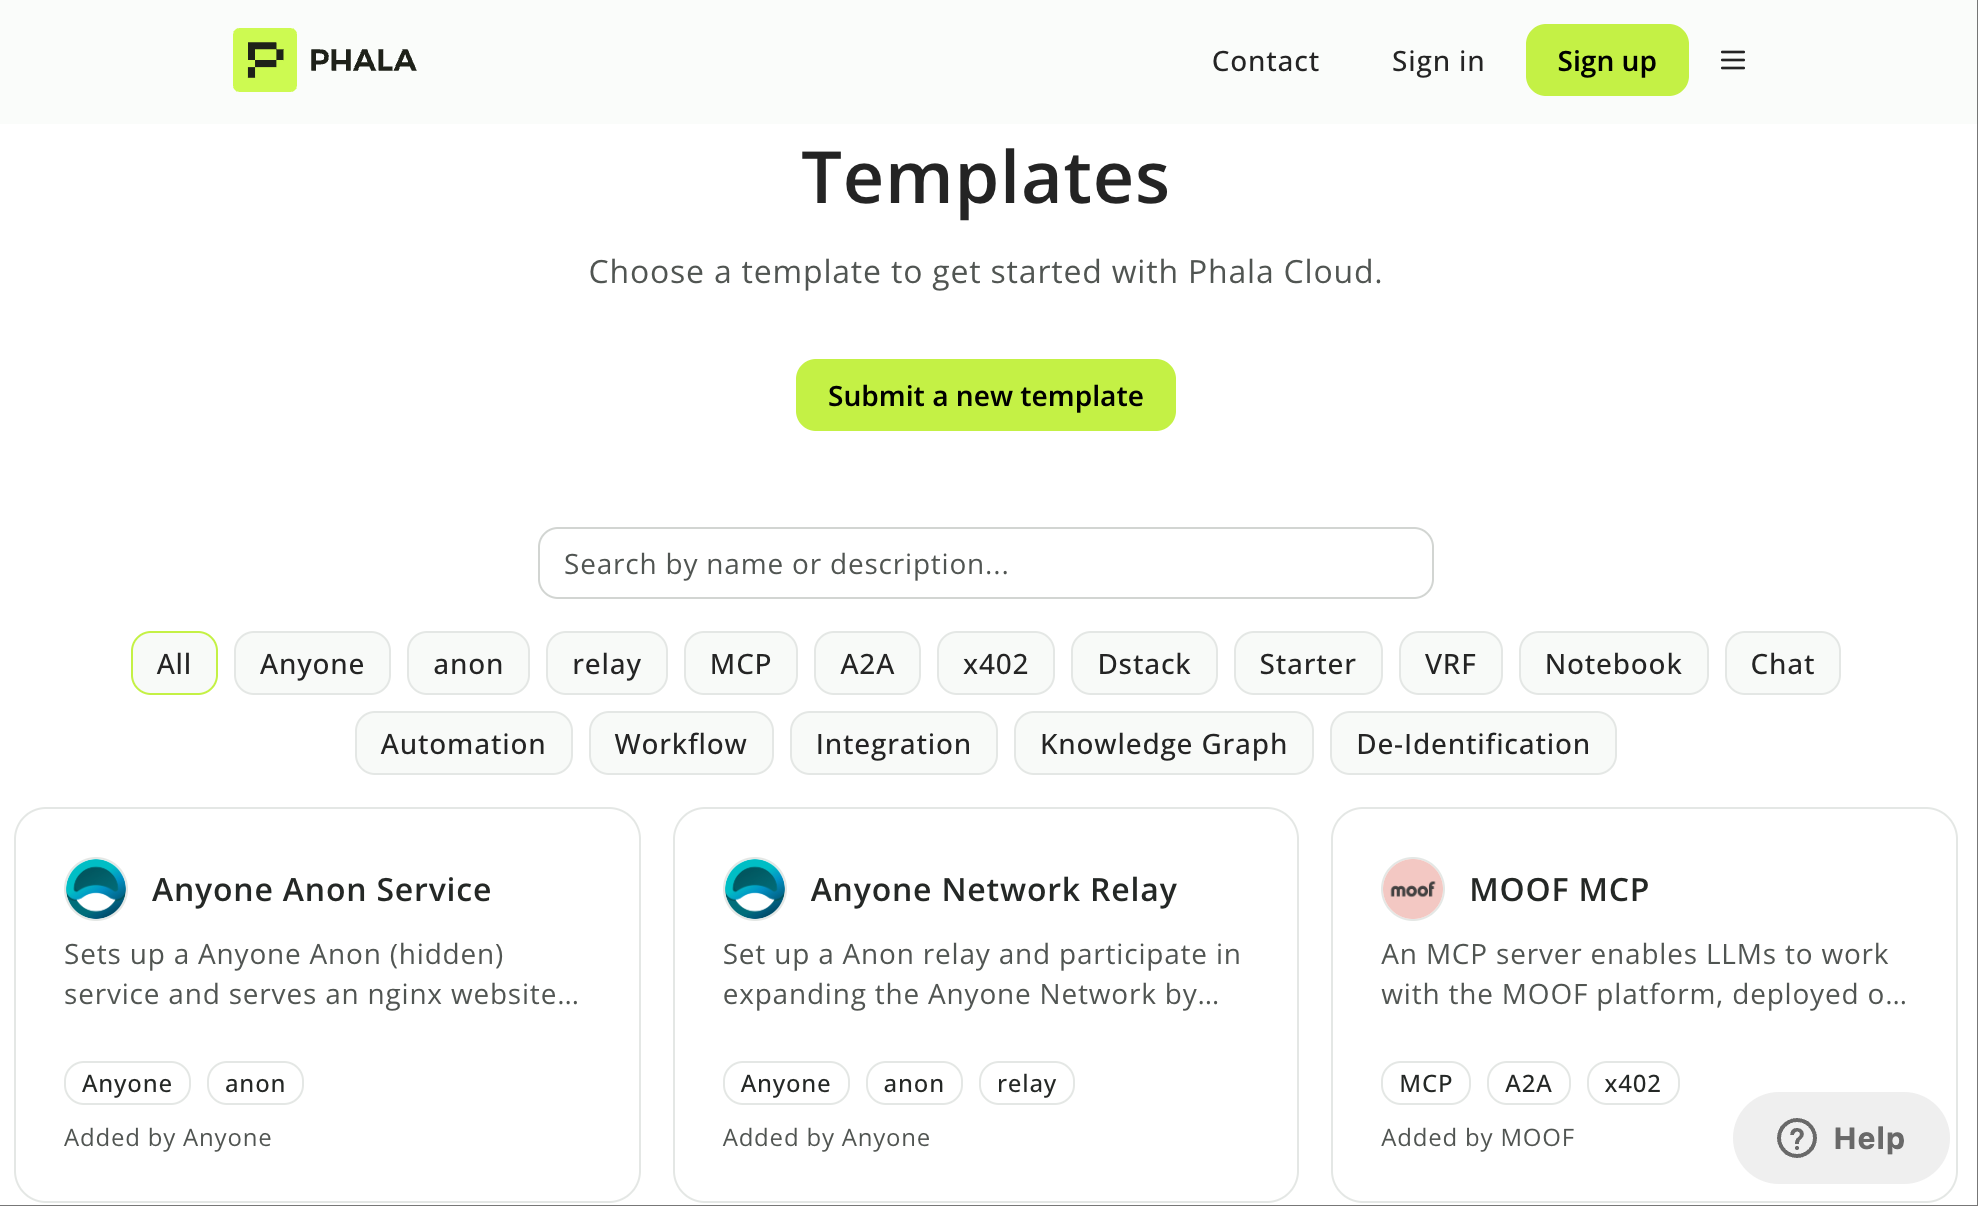 PHALA
Contact
Sign in
Sign up
Templates
Choose a template to get started with Phala Cloud.
Submit a new template
Search by name or description...
All
Anyone
anon
relay
MCP
A2A
x402
Dstack
Starter
VRF
Notebook
Chat
Automation
Workflow
Integration
Knowledge Graph
De-Identification
Anyone Anon Service
Sets up a Anyone Anon (hidden)
service and serves an nginx website...
Anyone
anon
Added by Anyone
Anyone Network Relay
Set up a Anon relay and participate in
expanding the Anyone Network by...
Anyone
anon
relay
Added by Anyone
moof
MOOF MCP
An MCP server enables LLMs to work
with the MOOF platform, deployed o...
MCP
A2A
x402
Added by MOOF
Help